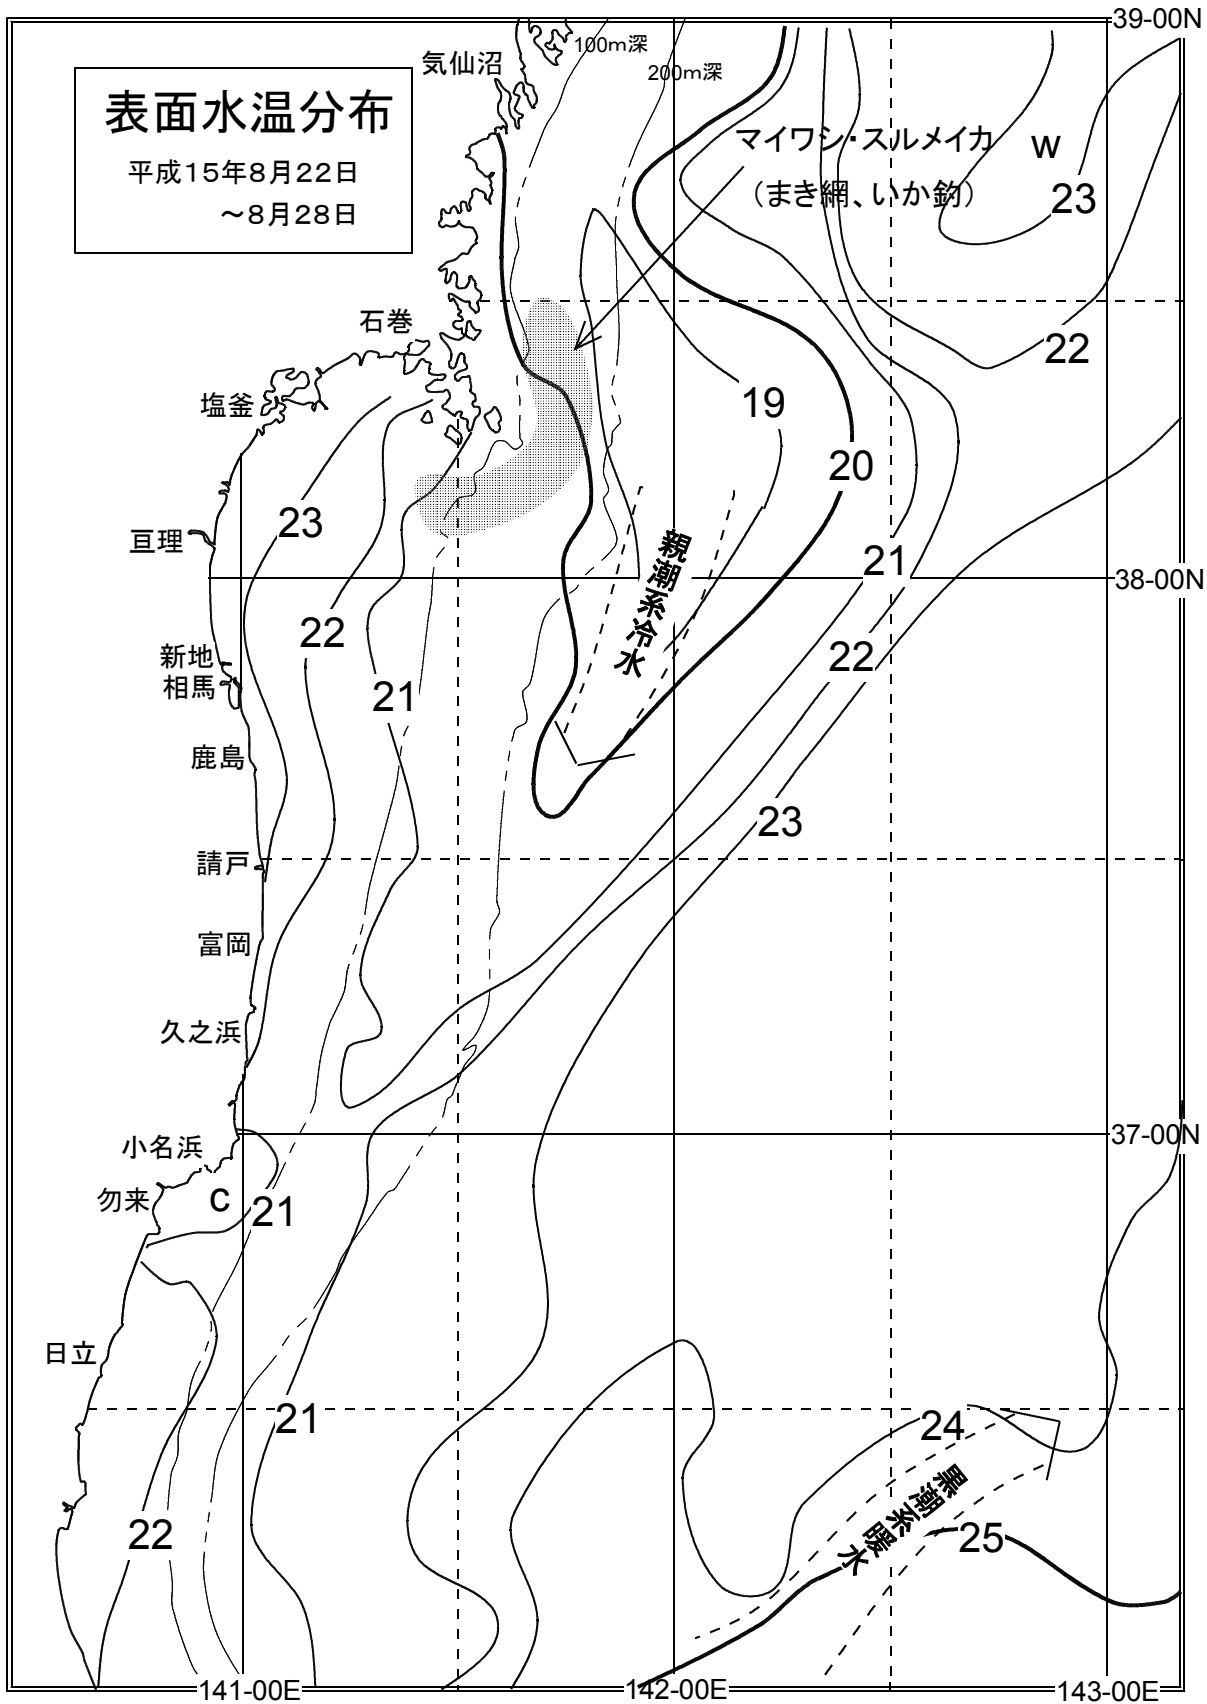 39-00N
100m深
気仙沼
200m深
表面水温分布
平成15年8月22日
～8月28日
マイワシ・スルメイカ
（まき網、いか釣）
W
23
石巻
22
塩釜
19
20
23
亘理
親潮系冷水
21
38-00N
22
22
新地
相馬
21
鹿島
23
請戸
富岡
久之浜
小名浜
37-00N
勿来
C
21
日立
21
24
黒潮系暖水
22
25
141-00E
142-00E
143-00E